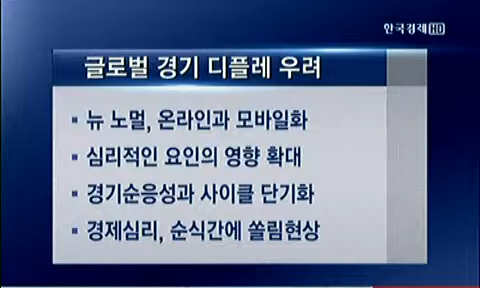 한국경제HD
글로벌 경기 디플레 우려
▪ 뉴 노멀, 온라인과 모바일화
▪ 심리적인 요인의 영향 확대
▪ 경기순응성과 사이클 단기화
▪ 경제심리, 순식간에 쏠림현상